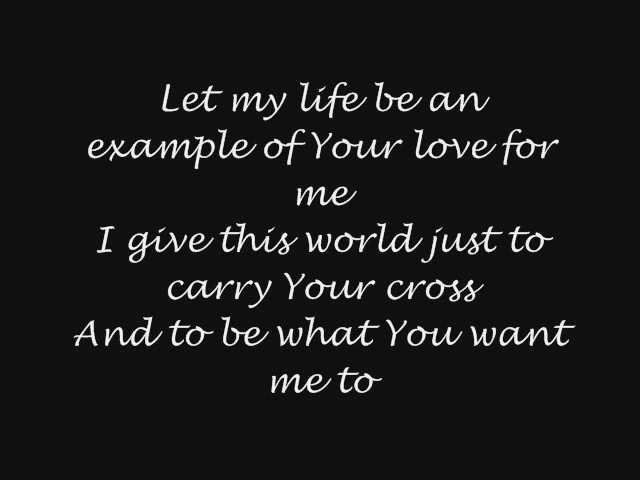 Let my life be an
example of Your love for
me
I give this world just to
carry Your cross
And to be what You want
me to